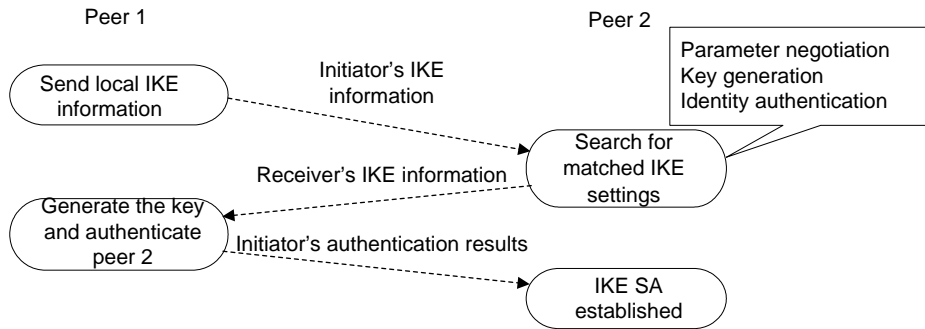 Peer 1
Peer 2
Parameter negotiation
Key generation
Identity authentication
Send local IKE
information
Initiator's IKE
information
Search for
matched IKE
settings
Receiver's IKE information
Generate the key
and authenticate
peer 2
Initiator's authentication results
IKE SA
established